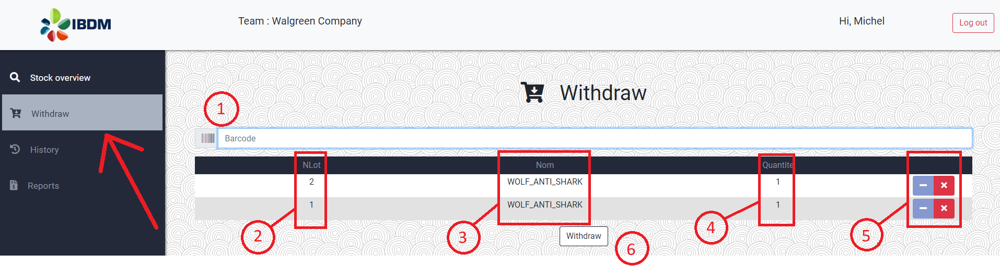 IBDM
Team : Walgreen Company
Hi, Michel
Log out
Stock overview
Withdraw
History
Reports
Withdraw
1
Barcode
NLot Nom Quantite
2 WOLF_ANTI_SHARK 1
1 WOLF_ANTI_SHARK 1
2
3
4
5
Withdraw
6